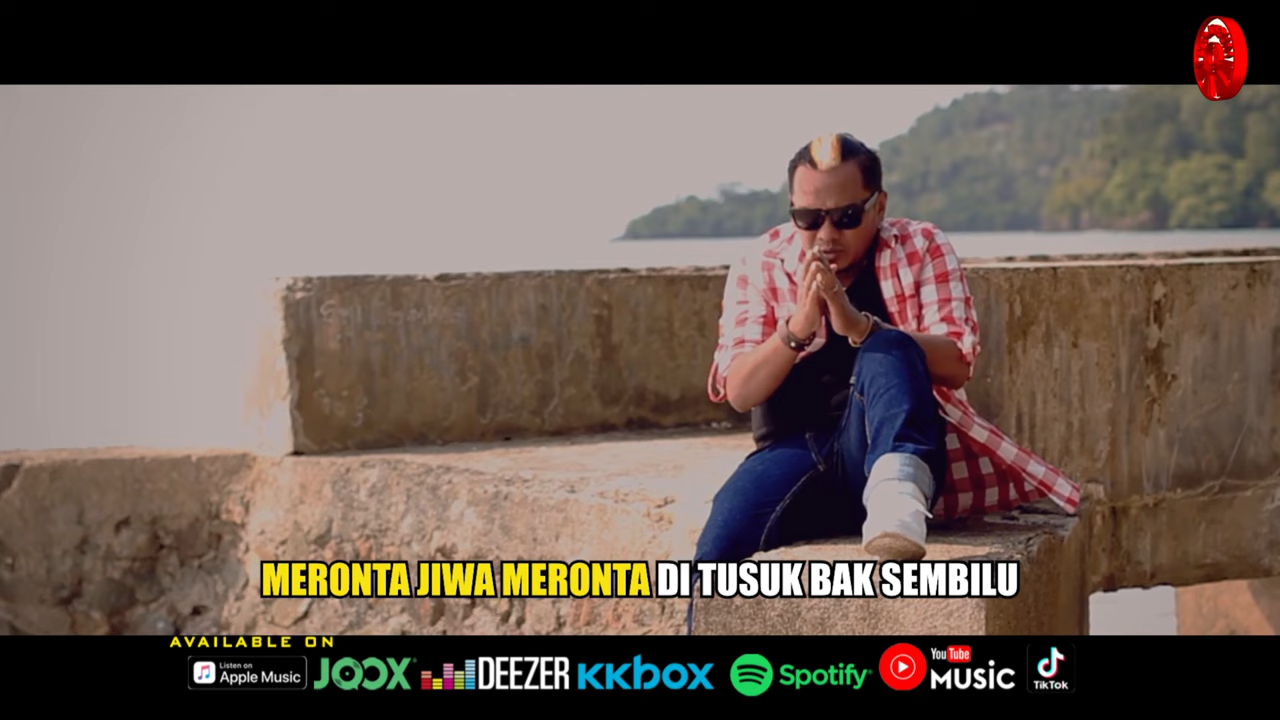 MERONTA JIWA MERONTA DI TUSUK BAK SEMBILU
AVAILABLE ON
Listen on Apple Music JOOX DEEZER KKBOX Spotify YouTube MUSIC TikTok